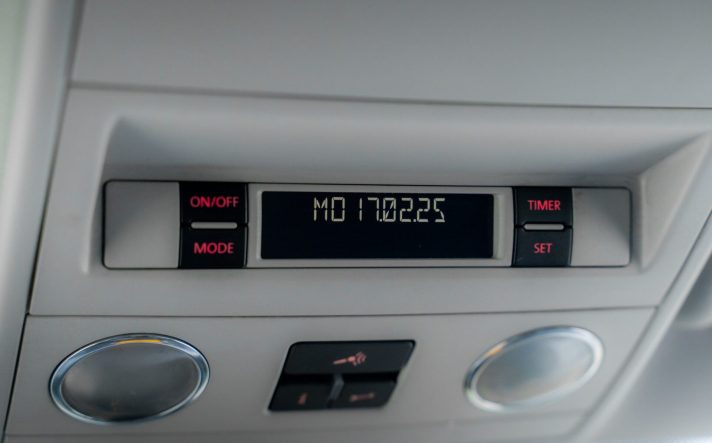 ON/OFF
MODE
MO 17.02.25
TIMER
SET